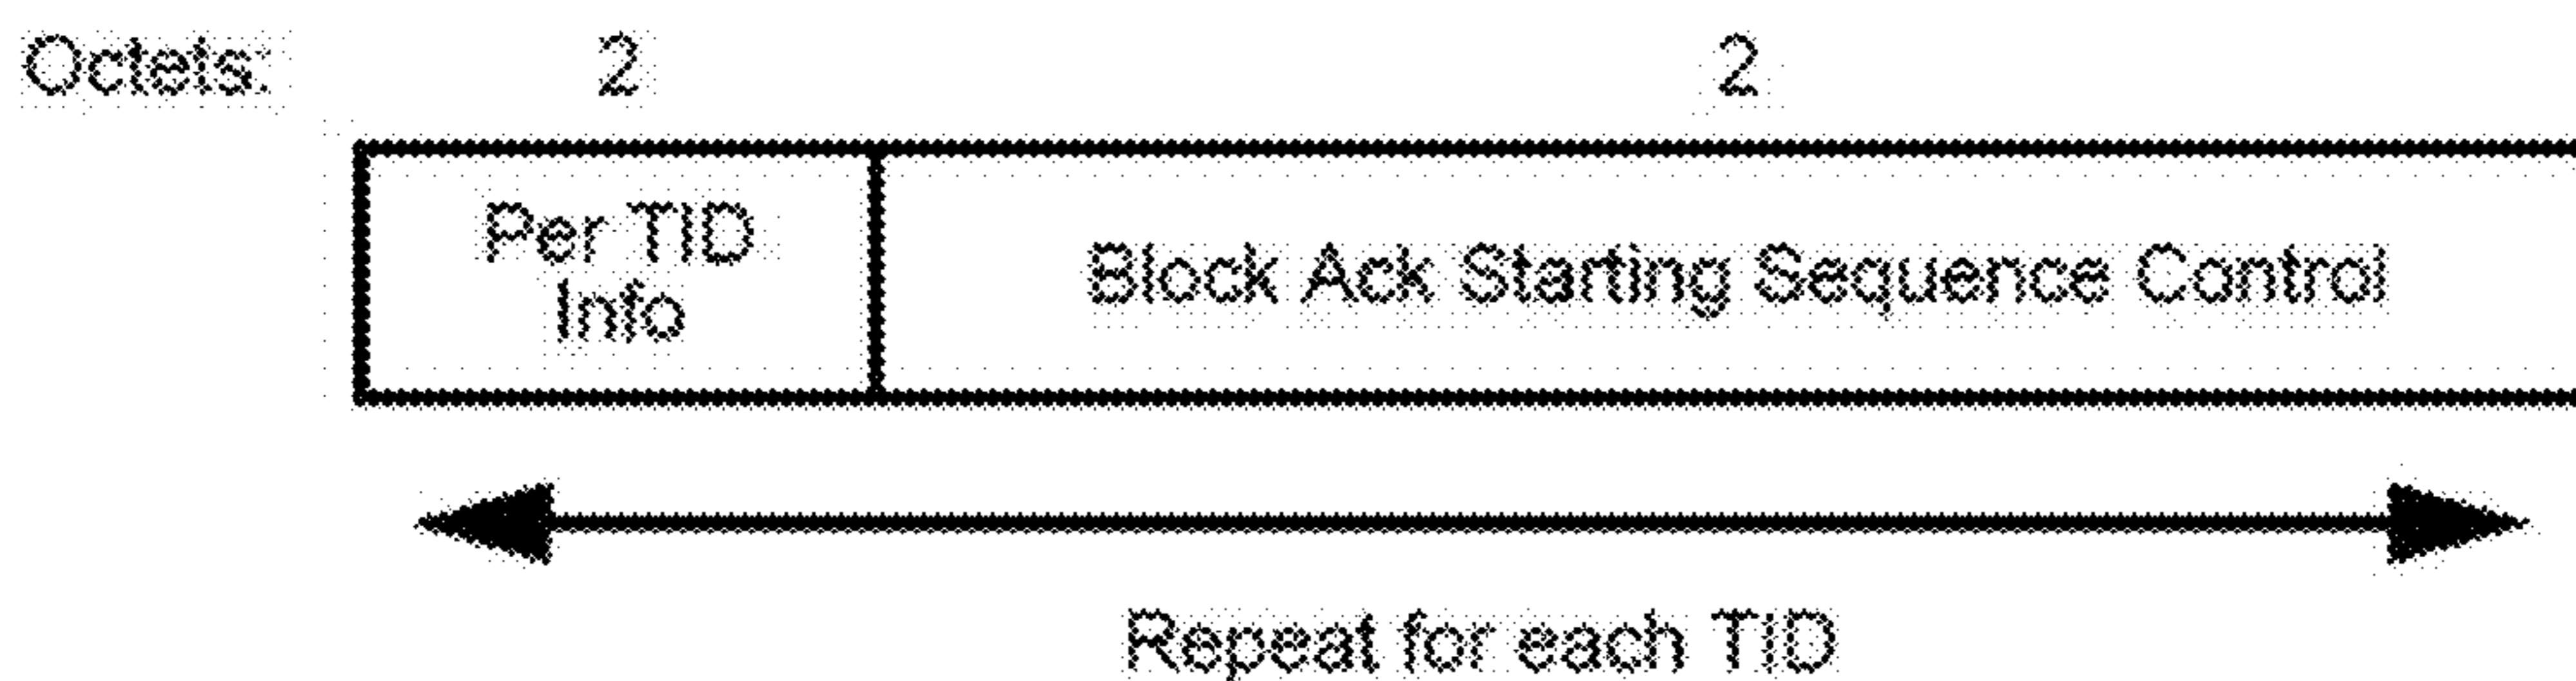 Octets: 2 2
Per TID
Info
Block Ack Starting Sequence Control
Repeat for each TID